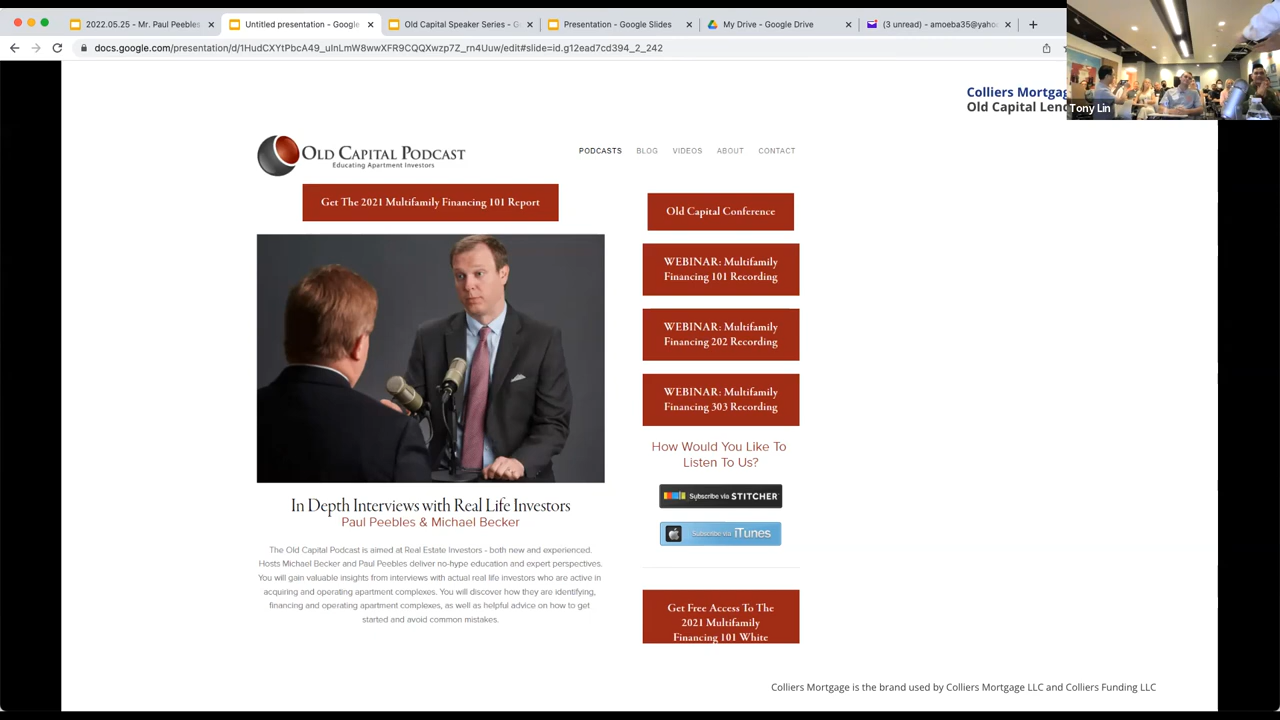 2022.05.25 - Mr. Paul Peebles
Untitled presentation - Google
Old Capital Speaker Series - G
Presentation - Google Slides
My Drive - Google Drive
(3 unread) - amoeba35@yaho
docs.google.com/presentation/d/1HudCXYtPbcA49_uInLmW8wwXFR9CQQXwzp7Z_rn4Uuw/edit#slide=id.g12ead7cd394_2_242
Colliers Mortga
Old Capital Len
Tony Lin
OLD CAPITAL PODCAST
Educating Apartment Investors
PODCASTS BLOG VIDEOS ABOUT CONTACT
Get The 2021 Multifamily Financing 101 Report
Old Capital Conference
WEBINAR: Multifamily
Financing 101 Recording
WEBINAR: Multifamily
Financing 202 Recording
WEBINAR: Multifamily
Financing 303 Recording
How Would You Like To
Listen To Us?
Subscribe via STITCHER
Subscribe via iTunes
In Depth Interviews with Real Life Investors
Paul Peebles & Michael Becker
The Old Capital Podcast is aimed at Real Estate Investors - both new and experienced.
Hosts Michael Becker and Paul Peebles deliver no-hype education and expert perspectives.
You will gain valuable insights from interviews with actual real life investors who are active in
acquiring and operating apartment complexes. You will discover how they are identifying,
financing and operating apartment complexes, as well as helpful advice on how to get
started and avoid common mistakes.
Get Free Access To The
2021 Multifamily
Financing 101 White
Colliers Mortgage is the brand used by Colliers Mortgage LLC and Colliers Funding LLC